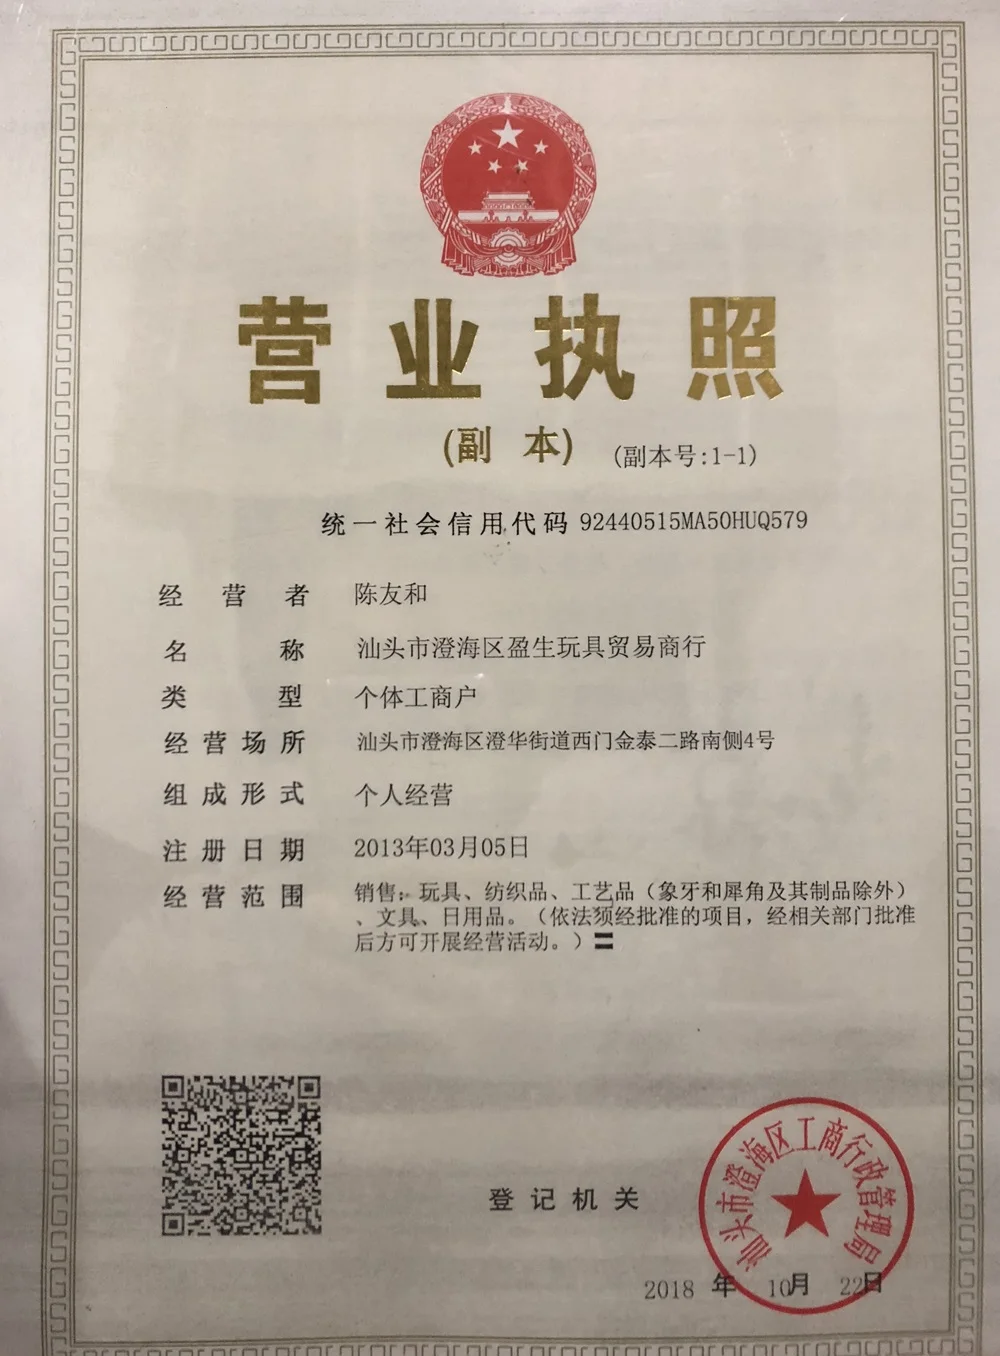 营业执照
(副 本) (副本号:1-1)
统一社会信用代码 92440515MA50HUQ579
经营者 陈友和
名称 汕头市澄海区盈生玩具贸易商行
类型 个体工商户
经营场所 汕头市澄海区澄华街道西门金泰二路南侧4号
组成形式 个人经营
注册日期 2013年03月05日
经营范围 销售:玩具、纺织品、工艺品（象牙和犀角及其制品除外）
、文具、日用品。（依法须经批准的项目，经相关部门批准
后方可开展经营活动。）〓
登记机关
汕头市澄海区工商行政管理局
2018 年 10月 22日